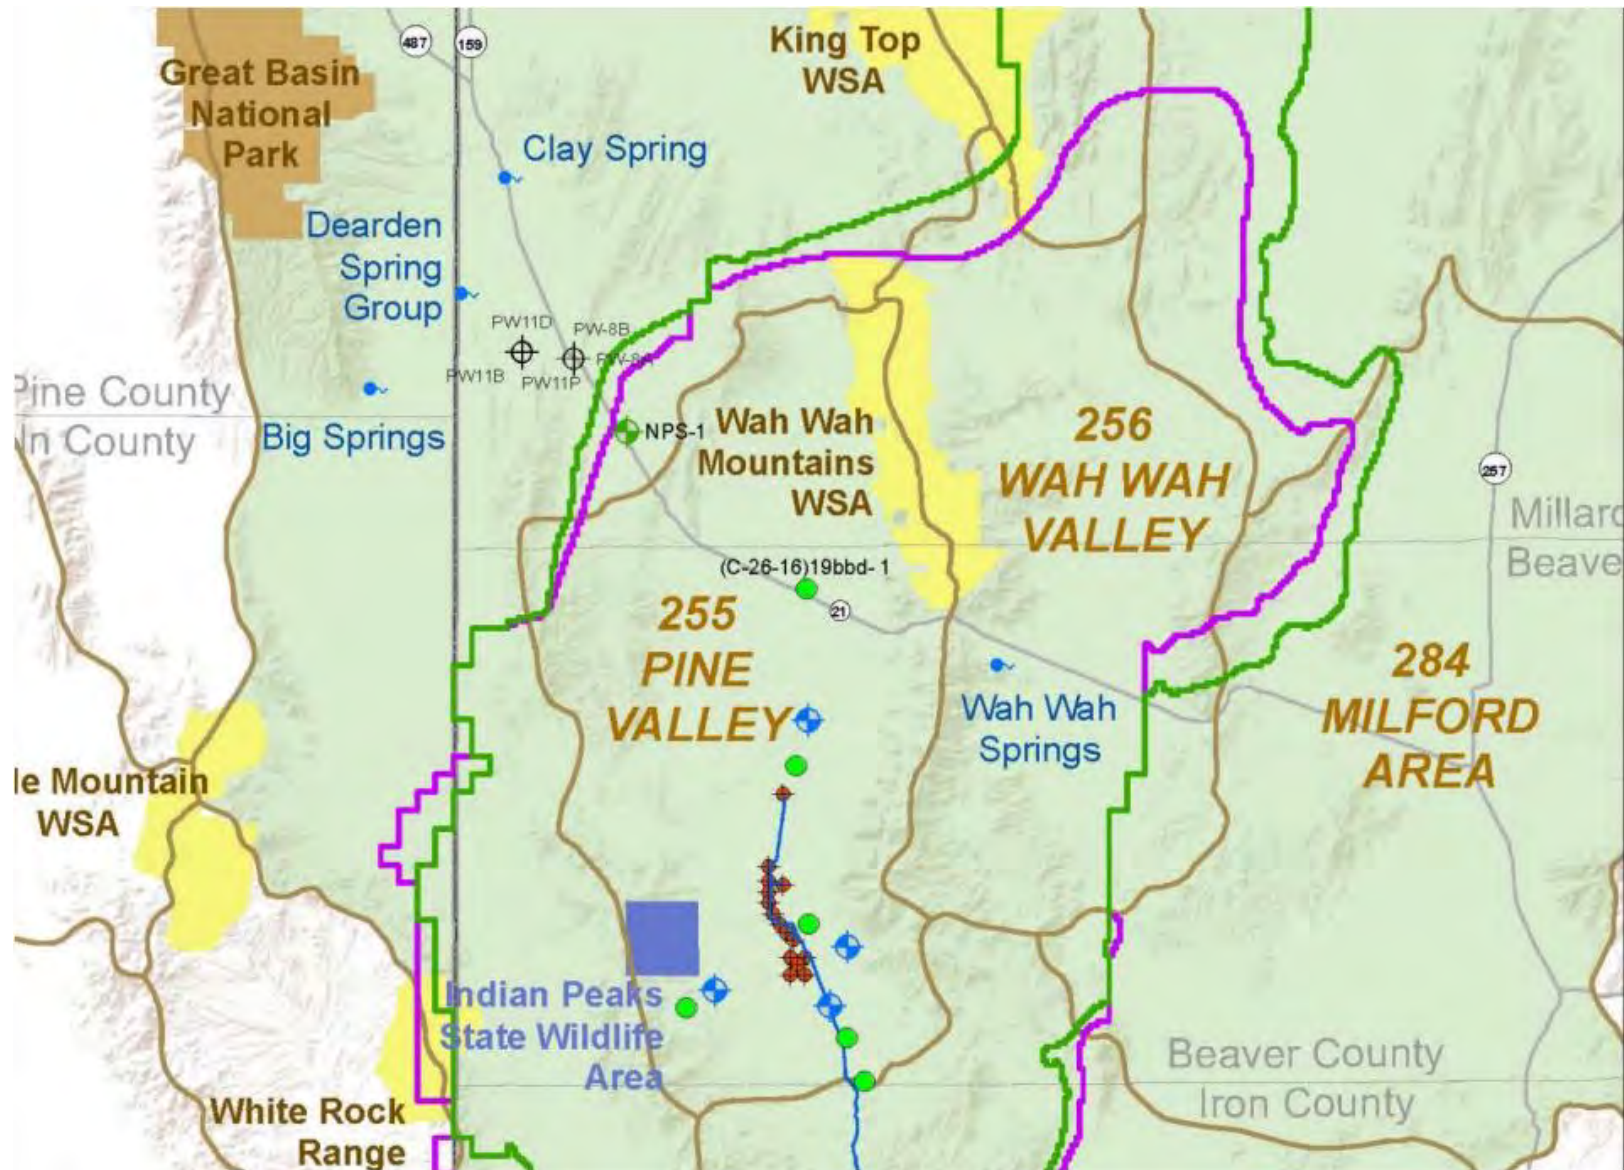 487
159
King Top
WSA
Great Basin
National
Park
Clay Spring
Dearden
Spring
Group
PW11D
PW-8B
PW-8A
PW11B
PW11P
Pine County
ln County
Big Springs
NPS-1
Wah Wah
Mountains
WSA
256
WAH WAH
VALLEY
257
Millard
Beave
(C-26-16)19bbd-1
21
255
PINE
VALLEY
284
MILFORD
AREA
Wah Wah
Springs
le Mountain
WSA
Indian Peaks
State Wildlife
Area
Beaver County
Iron County
White Rock
Range